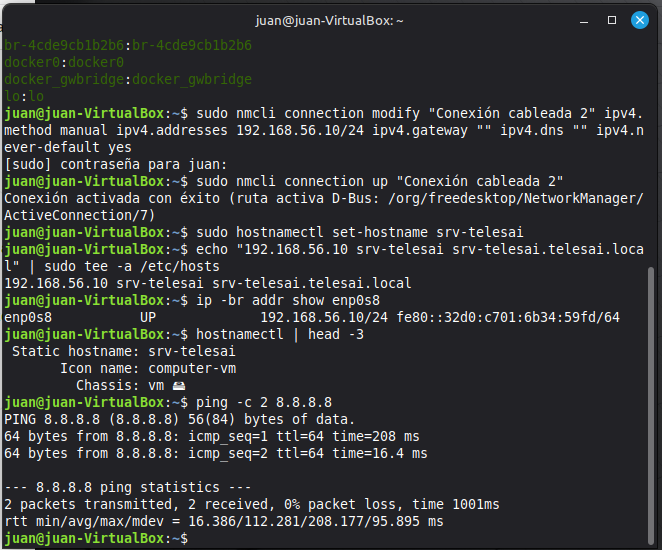 juan@juan-VirtualBox: ~
br-4cde9cb1b2b6:br-4cde9cb1b2b6
docker0:docker0
docker_gwbridge:docker_gwbridge
lo:lo
juan@juan-VirtualBox:~$ sudo nmcli connection modify "Conexión cableada 2" ipv4.
method manual ipv4.addresses 192.168.56.10/24 ipv4.gateway "" ipv4.dns "" ipv4.n
ever-default yes
[sudo] contraseña para juan:
juan@juan-VirtualBox:~$ sudo nmcli connection up "Conexión cableada 2"
Conexión activada con éxito (ruta activa D-Bus: /org/freedesktop/NetworkManager/
ActiveConnection/7)
juan@juan-VirtualBox:~$ sudo hostnamectl set-hostname srv-telesai
juan@juan-VirtualBox:~$ echo "192.168.56.10 srv-telesai srv-telesai.telesai.loca
l" | sudo tee -a /etc/hosts
192.168.56.10 srv-telesai srv-telesai.telesai.local
juan@juan-VirtualBox:~$ ip -br addr show enp0s8
enp0s8           UP             192.168.56.10/24 fe80::32d0:c701:6b34:59fd/64
juan@juan-VirtualBox:~$ hostnamectl | head -3
 Static hostname: srv-telesai
       Icon name: computer-vm
         Chassis: vm 🖴
juan@juan-VirtualBox:~$ ping -c 2 8.8.8.8
PING 8.8.8.8 (8.8.8.8) 56(84) bytes of data.
64 bytes from 8.8.8.8: icmp_seq=1 ttl=64 time=208 ms
64 bytes from 8.8.8.8: icmp_seq=2 ttl=64 time=16.4 ms

--- 8.8.8.8 ping statistics ---
2 packets transmitted, 2 received, 0% packet loss, time 1001ms
rtt min/avg/max/mdev = 16.386/112.281/208.177/95.895 ms
juan@juan-VirtualBox:~$